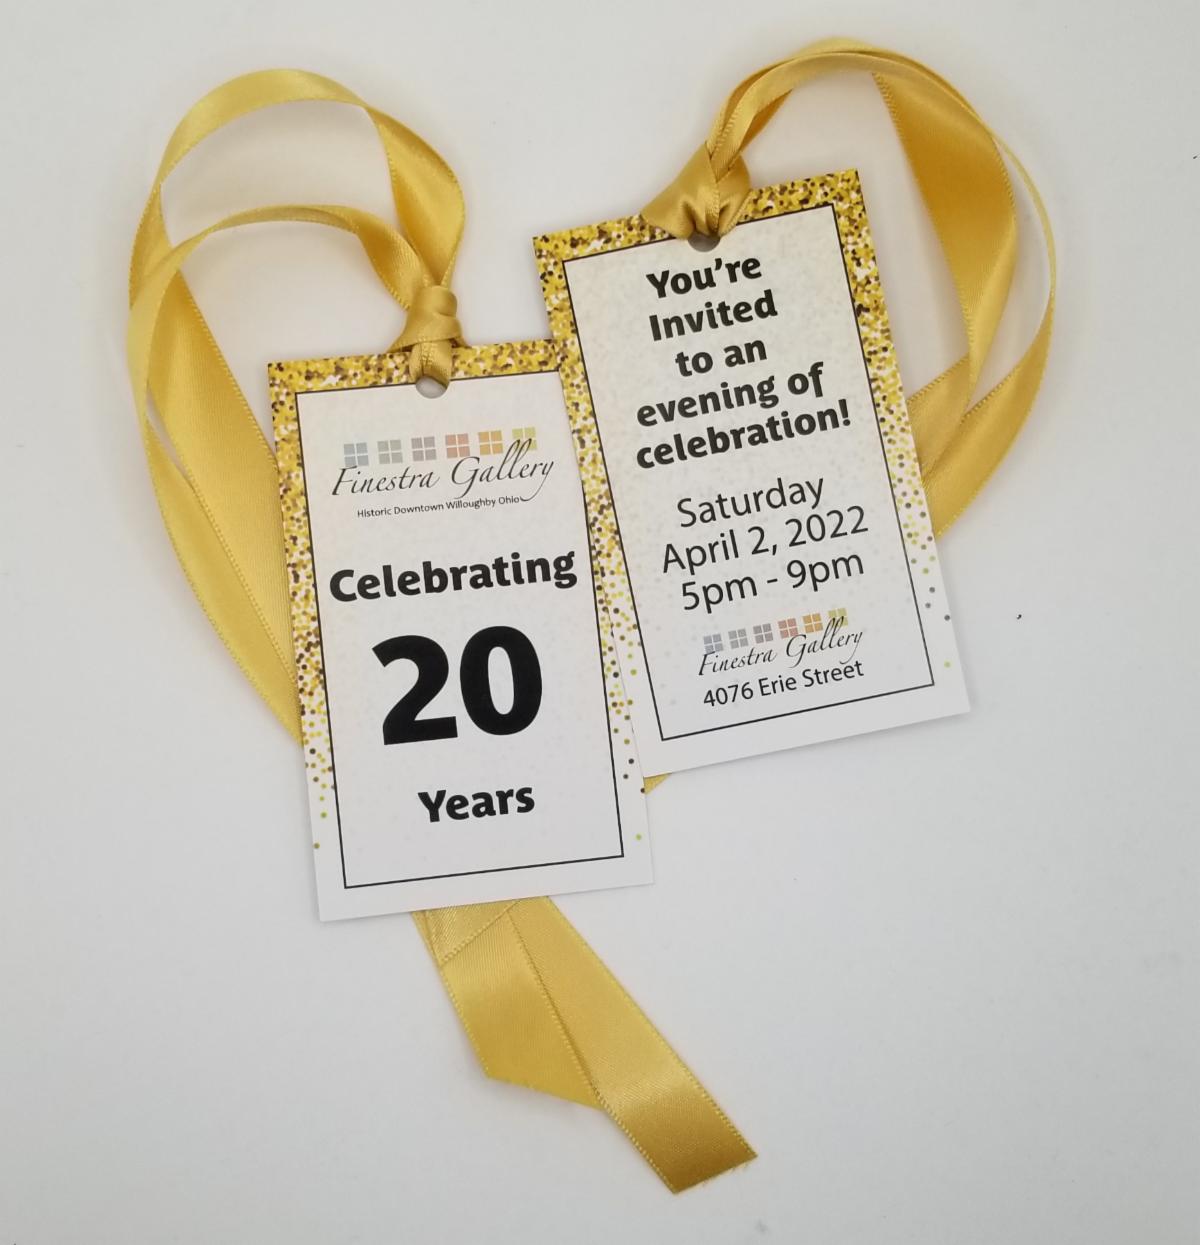 Finestra Gallery
Historic Downtown Willoughby Ohio
Celebrating
20
Years
You're
Invited
to an
evening of
celebration!
Saturday
April 2, 2022
5pm - 9pm
Finestra Gallery
4076 Erie Street